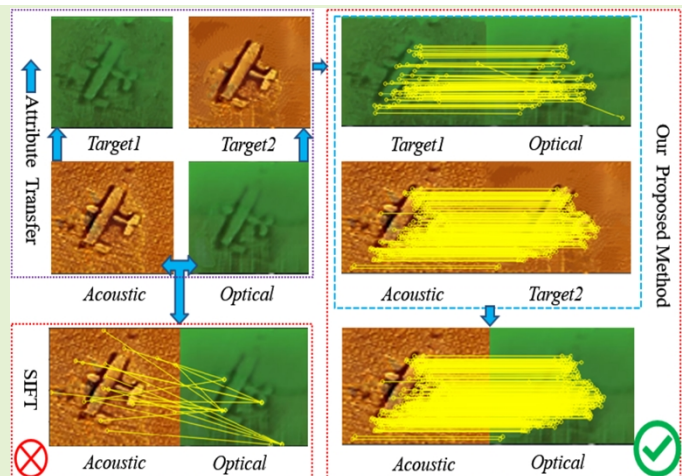 Target1
Target2
Attribute Transfer
Acoustic
Optical
SIFT
Acoustic
Optical
Target1
Optical
Acoustic
Target2
Acoustic
Optical
Our Proposed Method